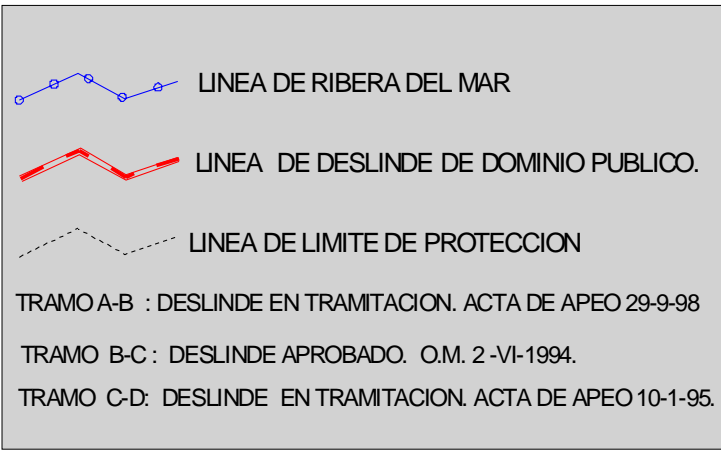 LINEA DE RIBERA DEL MAR
LINEA DE DESLINDE DE DOMINIO PUBLICO.
LINEA DE LIMITE DE PROTECCION
TRAMO A-B : DESLINDE EN TRAMITACION. ACTA DE APEO 29-9-98
TRAMO B-C : DESLINDE APROBADO. O.M. 2 -VI-1994.
TRAMO C-D: DESLINDE EN TRAMITACION. ACTA DE APEO 10-1-95.